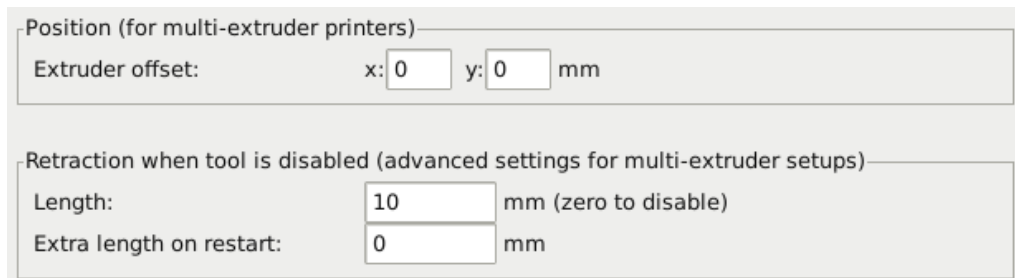 Position (for multi-extruder printers)
Extruder offset: x: 0 y: 0 mm
Retraction when tool is disabled (advanced settings for multi-extruder setups)
Length: 10 mm (zero to disable)
Extra length on restart: 0 mm